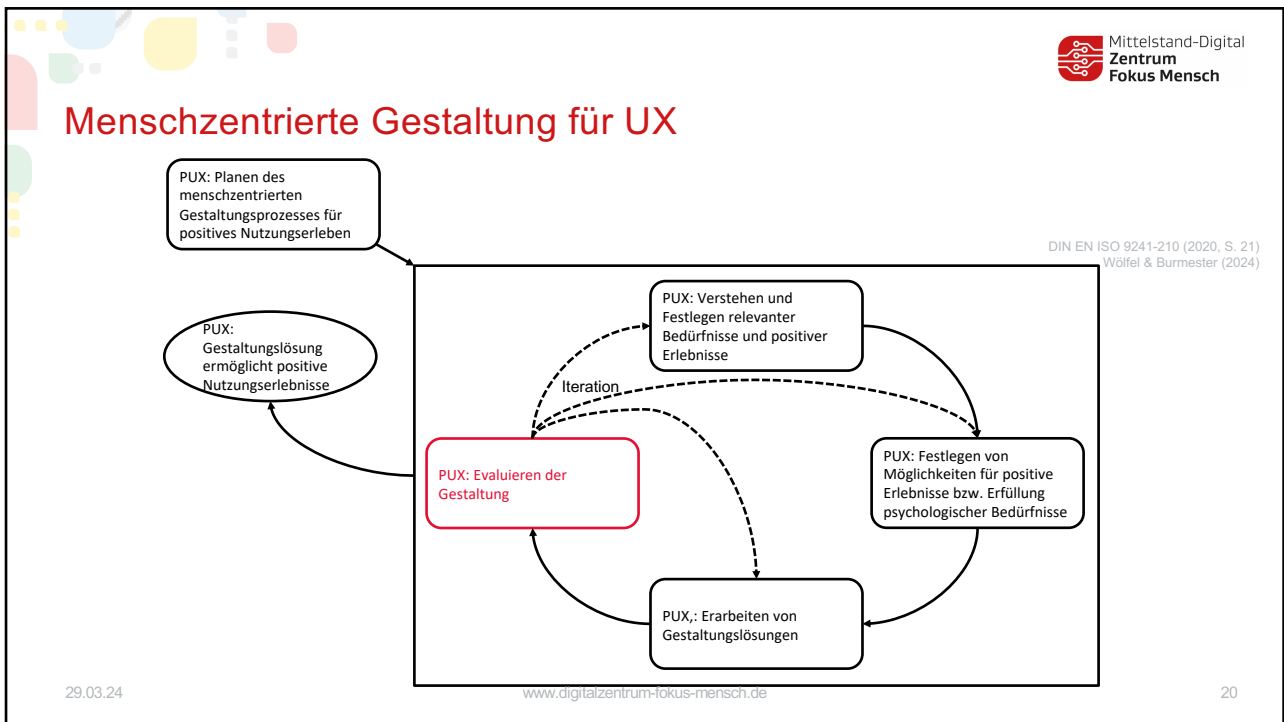 Mittelstand-Digital
Zentrum
Fokus Mensch
Menschzentrierte Gestaltung für UX
PUX: Planen des
menschzentrierten
Gestaltungsprozesses für
positives Nutzungserleben
DIN EN ISO 9241-210 (2020, S. 21)
Wölfel & Burmester (2024)
PUX: Verstehen und
Festlegen relevanter
Bedürfnisse und positiver
Erlebnisse
PUX:
Gestaltungslösung
ermöglicht positive
Nutzungserlebnisse
Iteration
PUX: Evaluieren der
Gestaltung
PUX: Festlegen von
Möglichkeiten für positive
Erlebnisse bzw. Erfüllung
psychologischer Bedürfnisse
PUX,: Erarbeiten von
Gestaltungslösungen
29.03.24
www.digitalzentrum-fokus-mensch.de
20